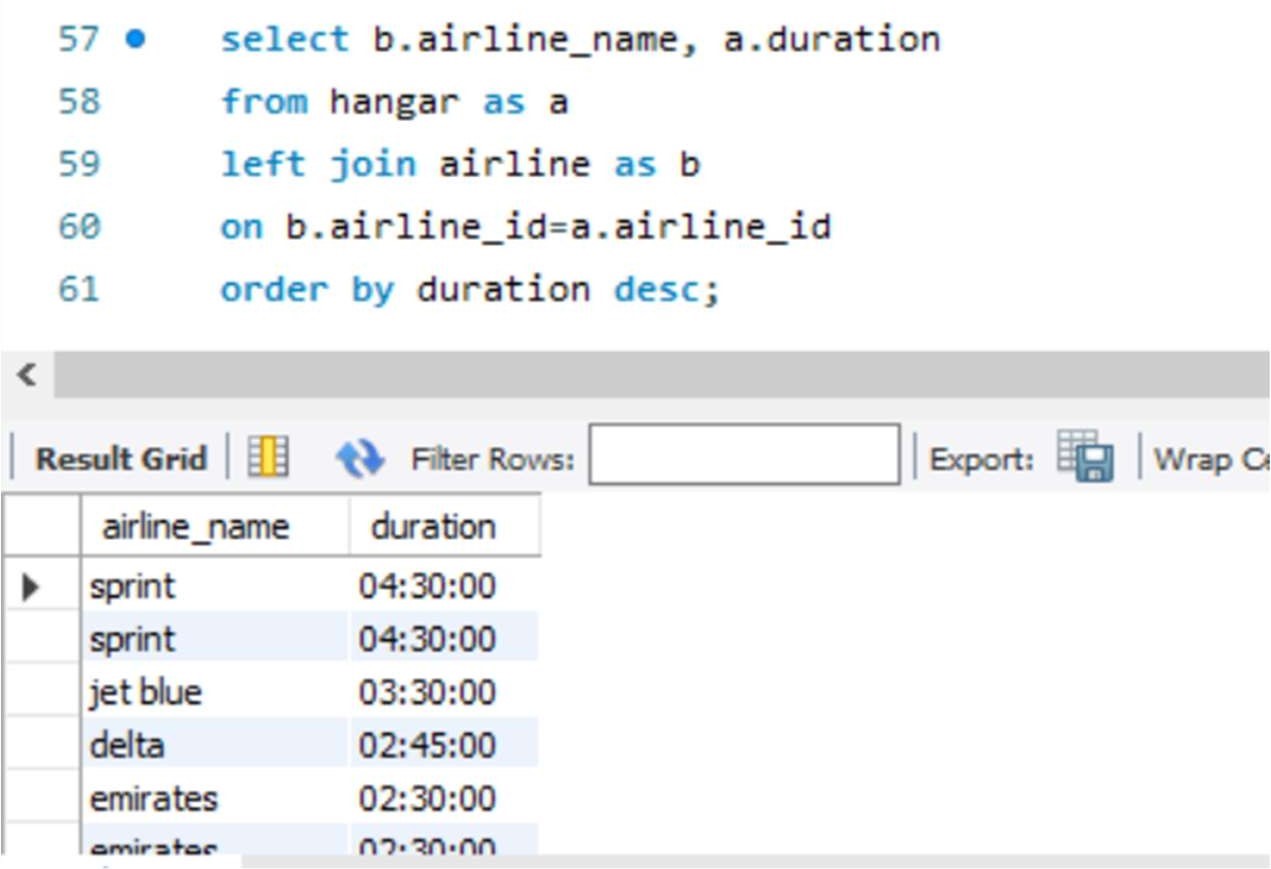 57 select b.airline_name, a.duration
58 from hangar as a
59 left join airline as b
60 on b.airline_id=a.airline_id
61 order by duration desc;
Result Grid Filter Rows: Export: Wrap Ce
airline_name duration
sprint 04:30:00
sprint 04:30:00
jet blue 03:30:00
delta 02:45:00
emirates 02:30:00
emirates 02:30:00